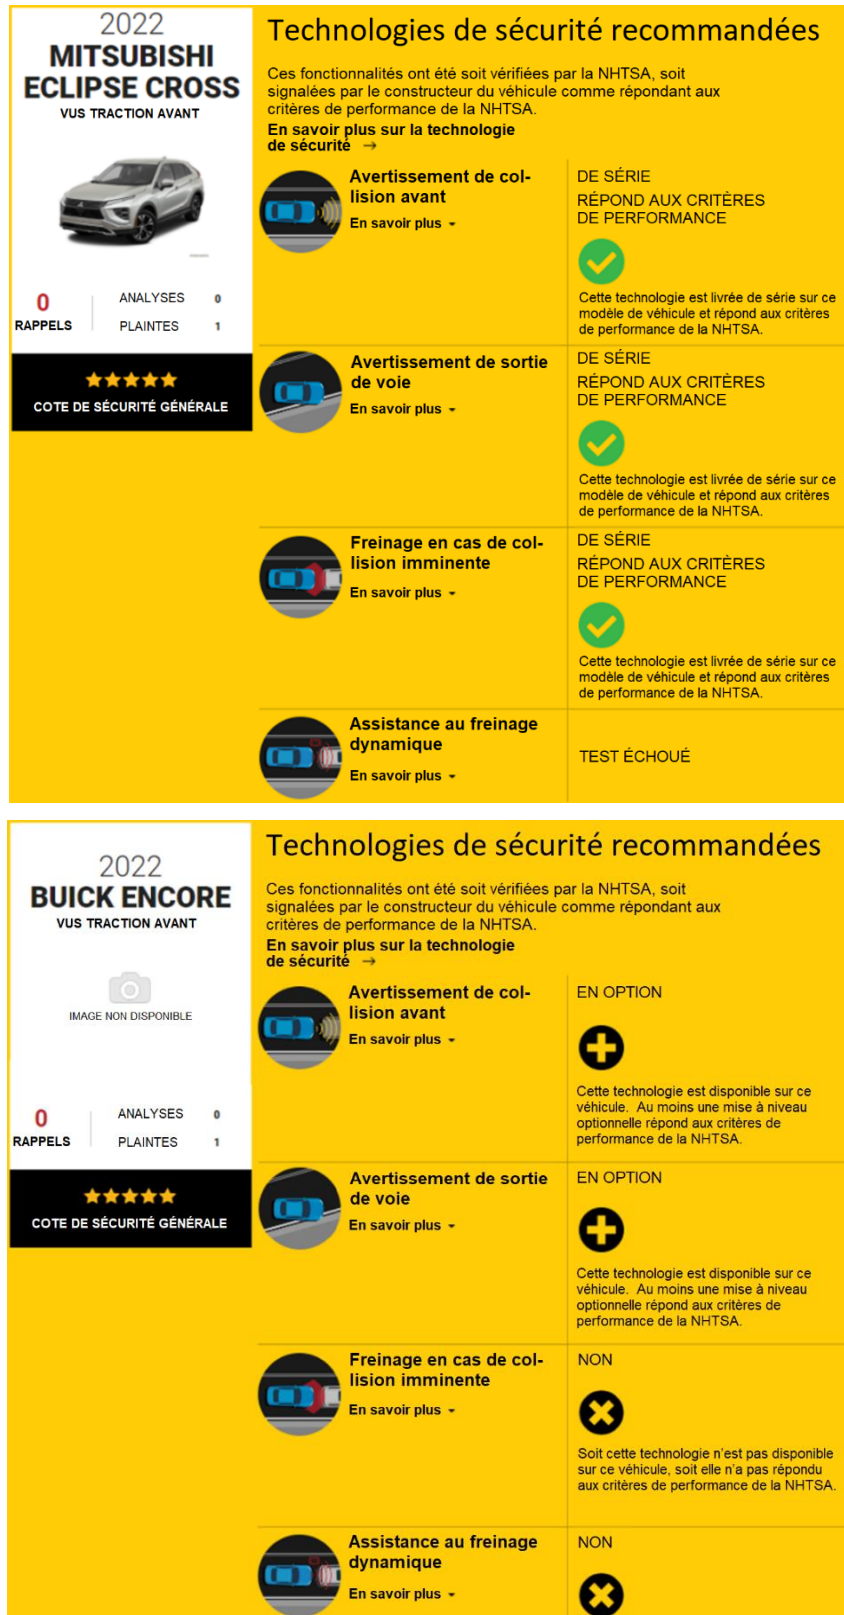 2022
MITSUBISHI
ECLIPSE CROSS
VUS TRACTION AVANT
0
RAPPELS
ANALYSES 0
PLAINTES 1
COTE DE SÉCURITÉ GÉNÉRALE
Technologies de sécurité recommandées
Ces fonctionnalités ont été soit vérifiées par la NHTSA, soit
signalées par le constructeur du véhicule comme répondant aux
critères de performance de la NHTSA.
En savoir plus sur la technologie
de sécurité →
Avertissement de col-
lision avant
En savoir plus
DE SÉRIE
RÉPOND AUX CRITÈRES
DE PERFORMANCE
Cette technologie est livrée de série sur ce
modèle de véhicule et répond aux critères
de performance de la NHTSA.
Avertissement de sortie
de voie
En savoir plus
DE SÉRIE
RÉPOND AUX CRITÈRES
DE PERFORMANCE
Cette technologie est livrée de série sur ce
modèle de véhicule et répond aux critères
de performance de la NHTSA.
Freinage en cas de col-
lision imminente
En savoir plus
DE SÉRIE
RÉPOND AUX CRITÈRES
DE PERFORMANCE
Cette technologie est livrée de série sur ce
modèle de véhicule et répond aux critères
de performance de la NHTSA.
Assistance au freinage
dynamique
En savoir plus
TEST ÉCHOUÉ
2022
BUICK ENCORE
VUS TRACTION AVANT
IMAGE NON DISPONIBLE
0
RAPPELS
ANALYSES 0
PLAINTES 1
COTE DE SÉCURITÉ GÉNÉRALE
Technologies de sécurité recommandées
Ces fonctionnalités ont été soit vérifiées par la NHTSA, soit
signalées par le constructeur du véhicule comme répondant aux
critères de performance de la NHTSA.
En savoir plus sur la technologie
de sécurité →
Avertissement de col-
lision avant
En savoir plus
EN OPTION
Cette technologie est disponible sur ce
véhicule. Au moins une mise à niveau
optionnelle répond aux critères de
performance de la NHTSA.
Avertissement de sortie
de voie
En savoir plus
EN OPTION
Cette technologie est disponible sur ce
véhicule. Au moins une mise à niveau
optionnelle répond aux critères de
performance de la NHTSA.
Freinage en cas de col-
lision imminente
En savoir plus
NON
Soit cette technologie n'est pas disponible
sur ce véhicule, soit elle n'a pas répondu
aux critères de performance de la NHTSA.
Assistance au freinage
dynamique
En savoir plus
NON